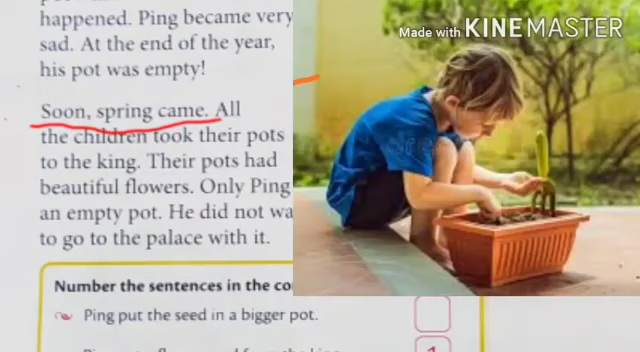 happened. Ping became very
sad. At the end of the year,
his pot was empty!
Soon, spring came. All
the children took their pots
to the king. Their pots had
beautiful flowers. Only Ping
an empty pot. He did not
to go to the palace with it.
Number the sentences in the
Ping put the seed in a bigger pot.
1
Made with KINEMASTER